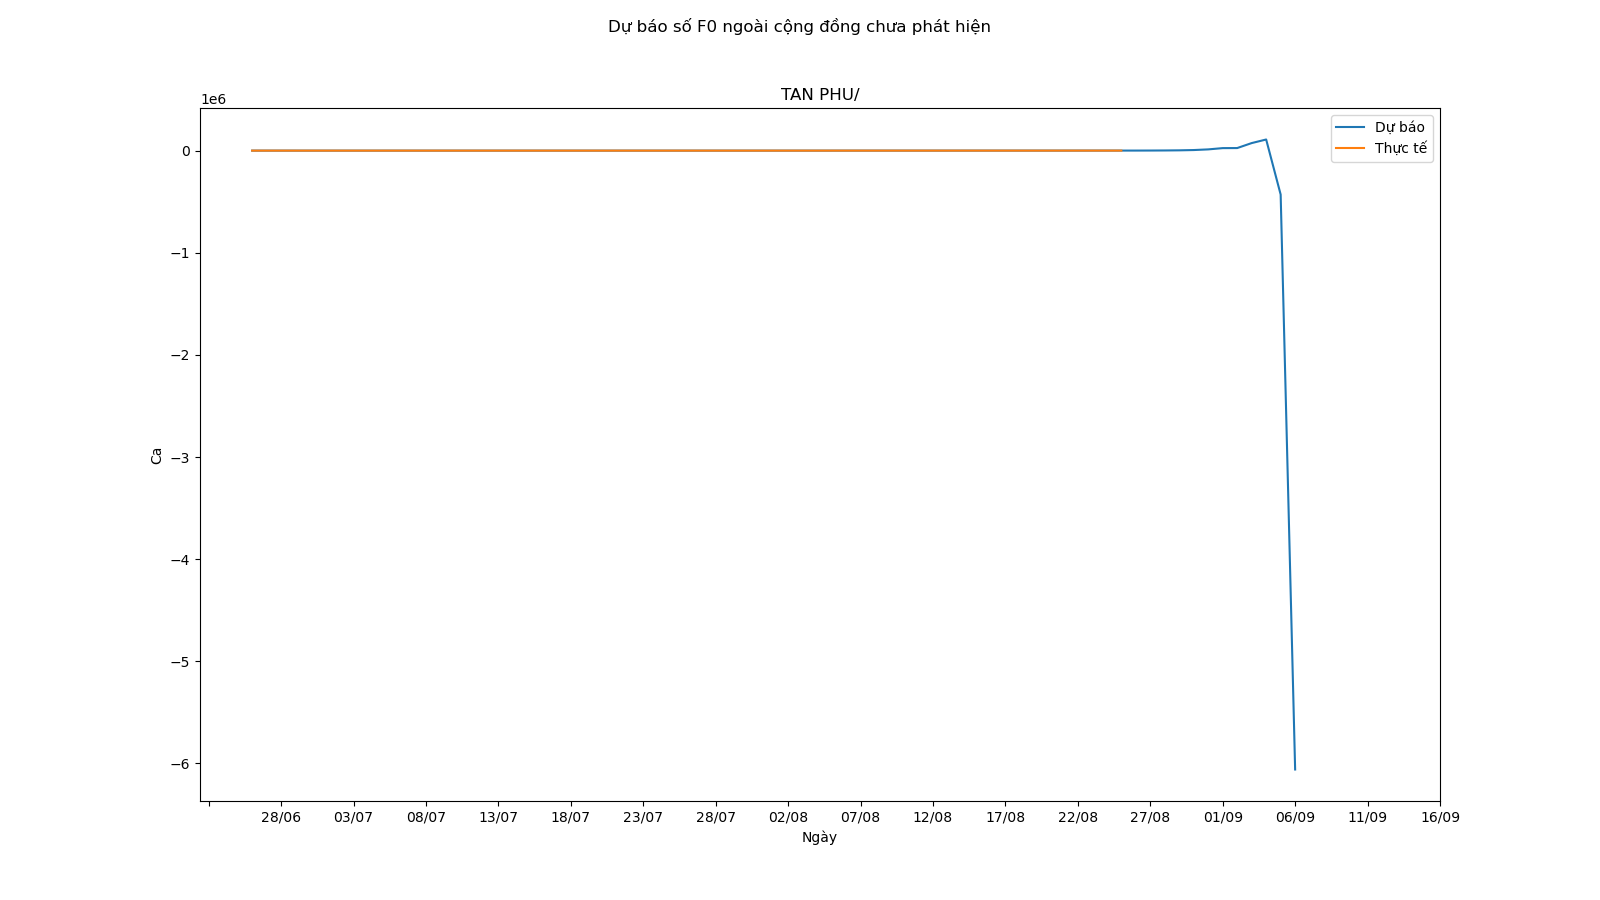 Dự báo số F0 ngoài cộng đồng chưa phát hiện
TAN PHU/
1e6
Dự báo
Thực tế
0
−1
−2
−3
−4
−5
−6
Ca
28/06 03/07 08/07 13/07 18/07 23/07 28/07 02/08 07/08 12/08 17/08 22/08 27/08 01/09 06/09 11/09 16/09
Ngày